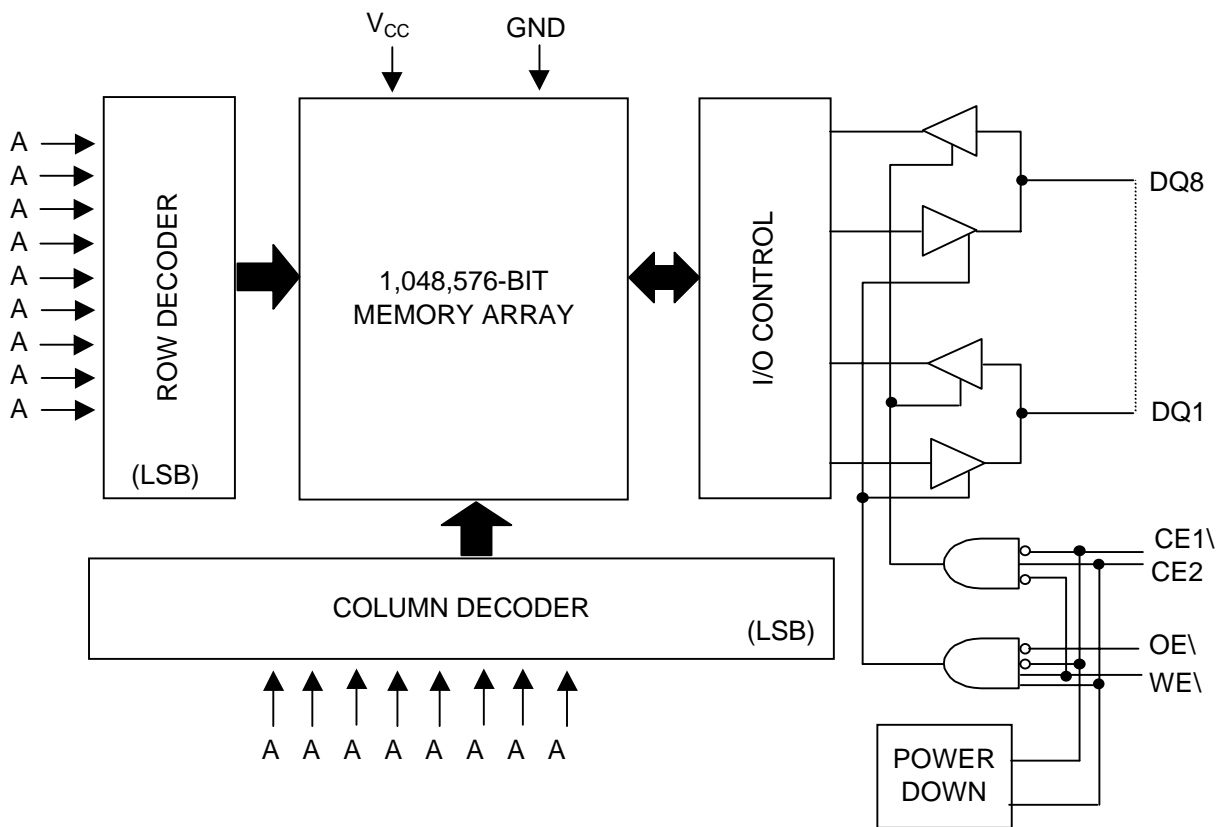 VCC
GND
A
A
A
A
A
A
A
A
A
ROW DECODER
(LSB)
1,048,576-BIT
MEMORY ARRAY
I/O CONTROL
DQ8
DQ1
CE1\
CE2
OE\
WE\
COLUMN DECODER
(LSB)
A A A A A A A A
POWER
DOWN